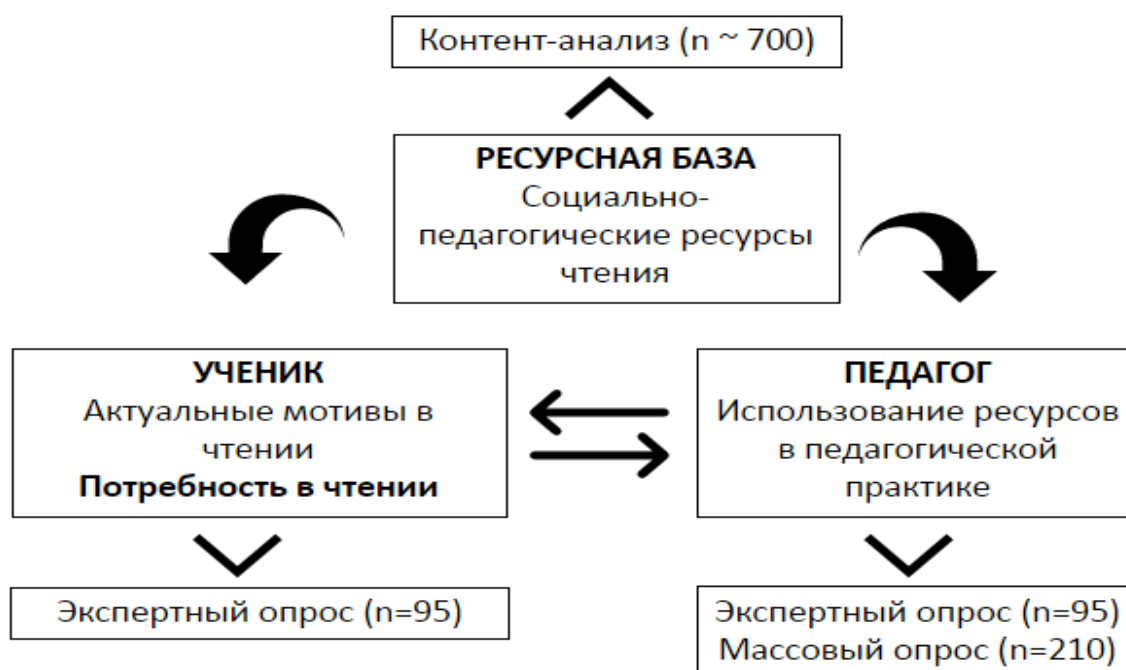 Контент-анализ (n ~ 700)
РЕСУРСНАЯ БАЗА
Социально-
педагогические ресурсы
чтения
УЧЕНИК
Актуальные мотивы в
чтении
Потребность в чтении
ПЕДАГОГ
Использование ресурсов
в педагогической
практике
Экспертный опрос (n=95)
Экспертный опрос (n=95)
Массовый опрос (n=210)